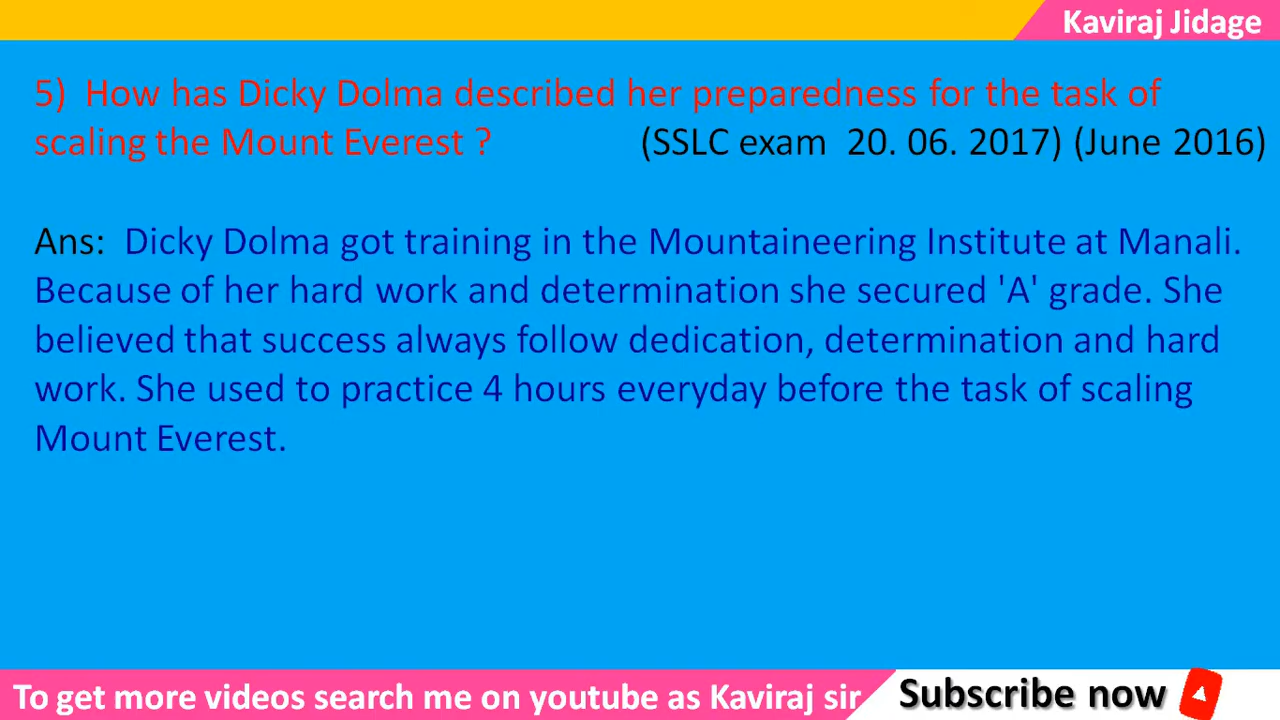 Kaviraj Jidage
5) How has Dicky Dolma described her preparedness for the task of
scaling the Mount Everest ? (SSLC exam 20. 06. 2017) (June 2016)
Ans: Dicky Dolma got training in the Mountaineering Institute at Manali.
Because of her hard work and determination she secured 'A' grade. She
believed that success always follow dedication, determination and hard
work. She used to practice 4 hours everyday before the task of scaling
Mount Everest.
To get more videos search me on youtube as Kaviraj sir
Subscribe now